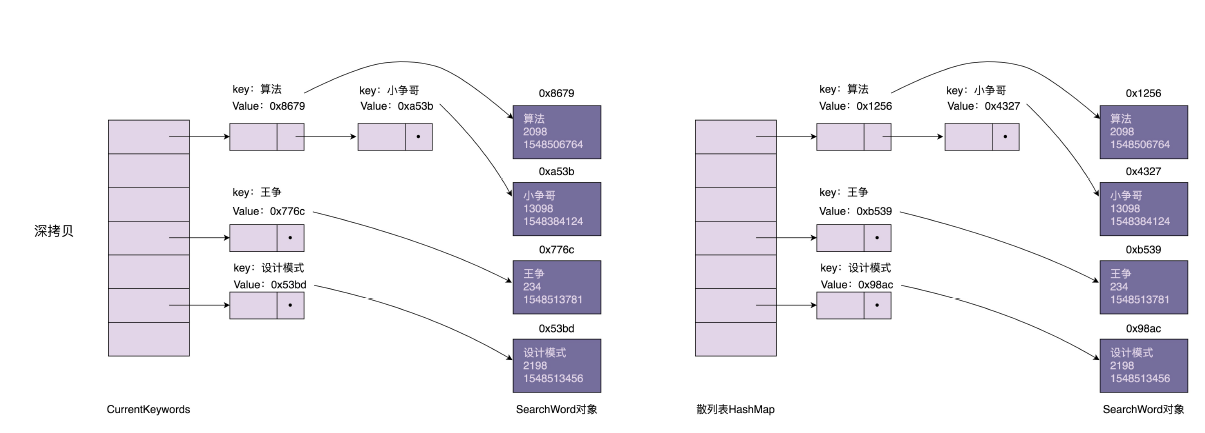 深拷贝
key：算法
Value：0x8679
key：小争哥
Value：0xa53b
key：王争
Value：0x776c
key：设计模式
Value：0x53bd
0x8679
算法
2098
1548506764
0xa53b
小争哥
13098
1548384124
0x776c
王争
234
1548513781
0x53bd
设计模式
2198
1548513456
CurrentKeywords
SearchWord对象
key：算法
Value：0x1256
key：小争哥
Value：0x4327
key：王争
Value：0xb539
key：设计模式
Value：0x98ac
0x1256
算法
2098
1548506764
0x4327
小争哥
13098
1548384124
0xb539
王争
234
1548513781
0x98ac
设计模式
2198
1548513456
散列表HashMap
SearchWord对象